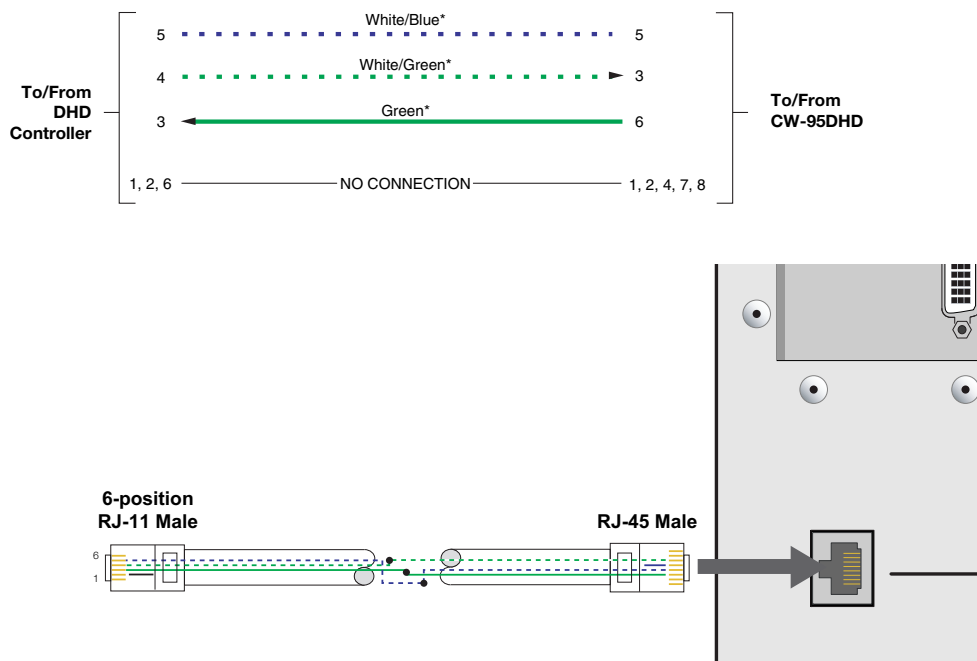 White/Blue*
5 5
White/Green*
4 3
To/From
DHD
Controller
Green*
3 6
To/From
CW-95DHD
1, 2, 6 NO CONNECTION 1, 2, 4, 7, 8
6-position
RJ-11 Male
RJ-45 Male
6
1